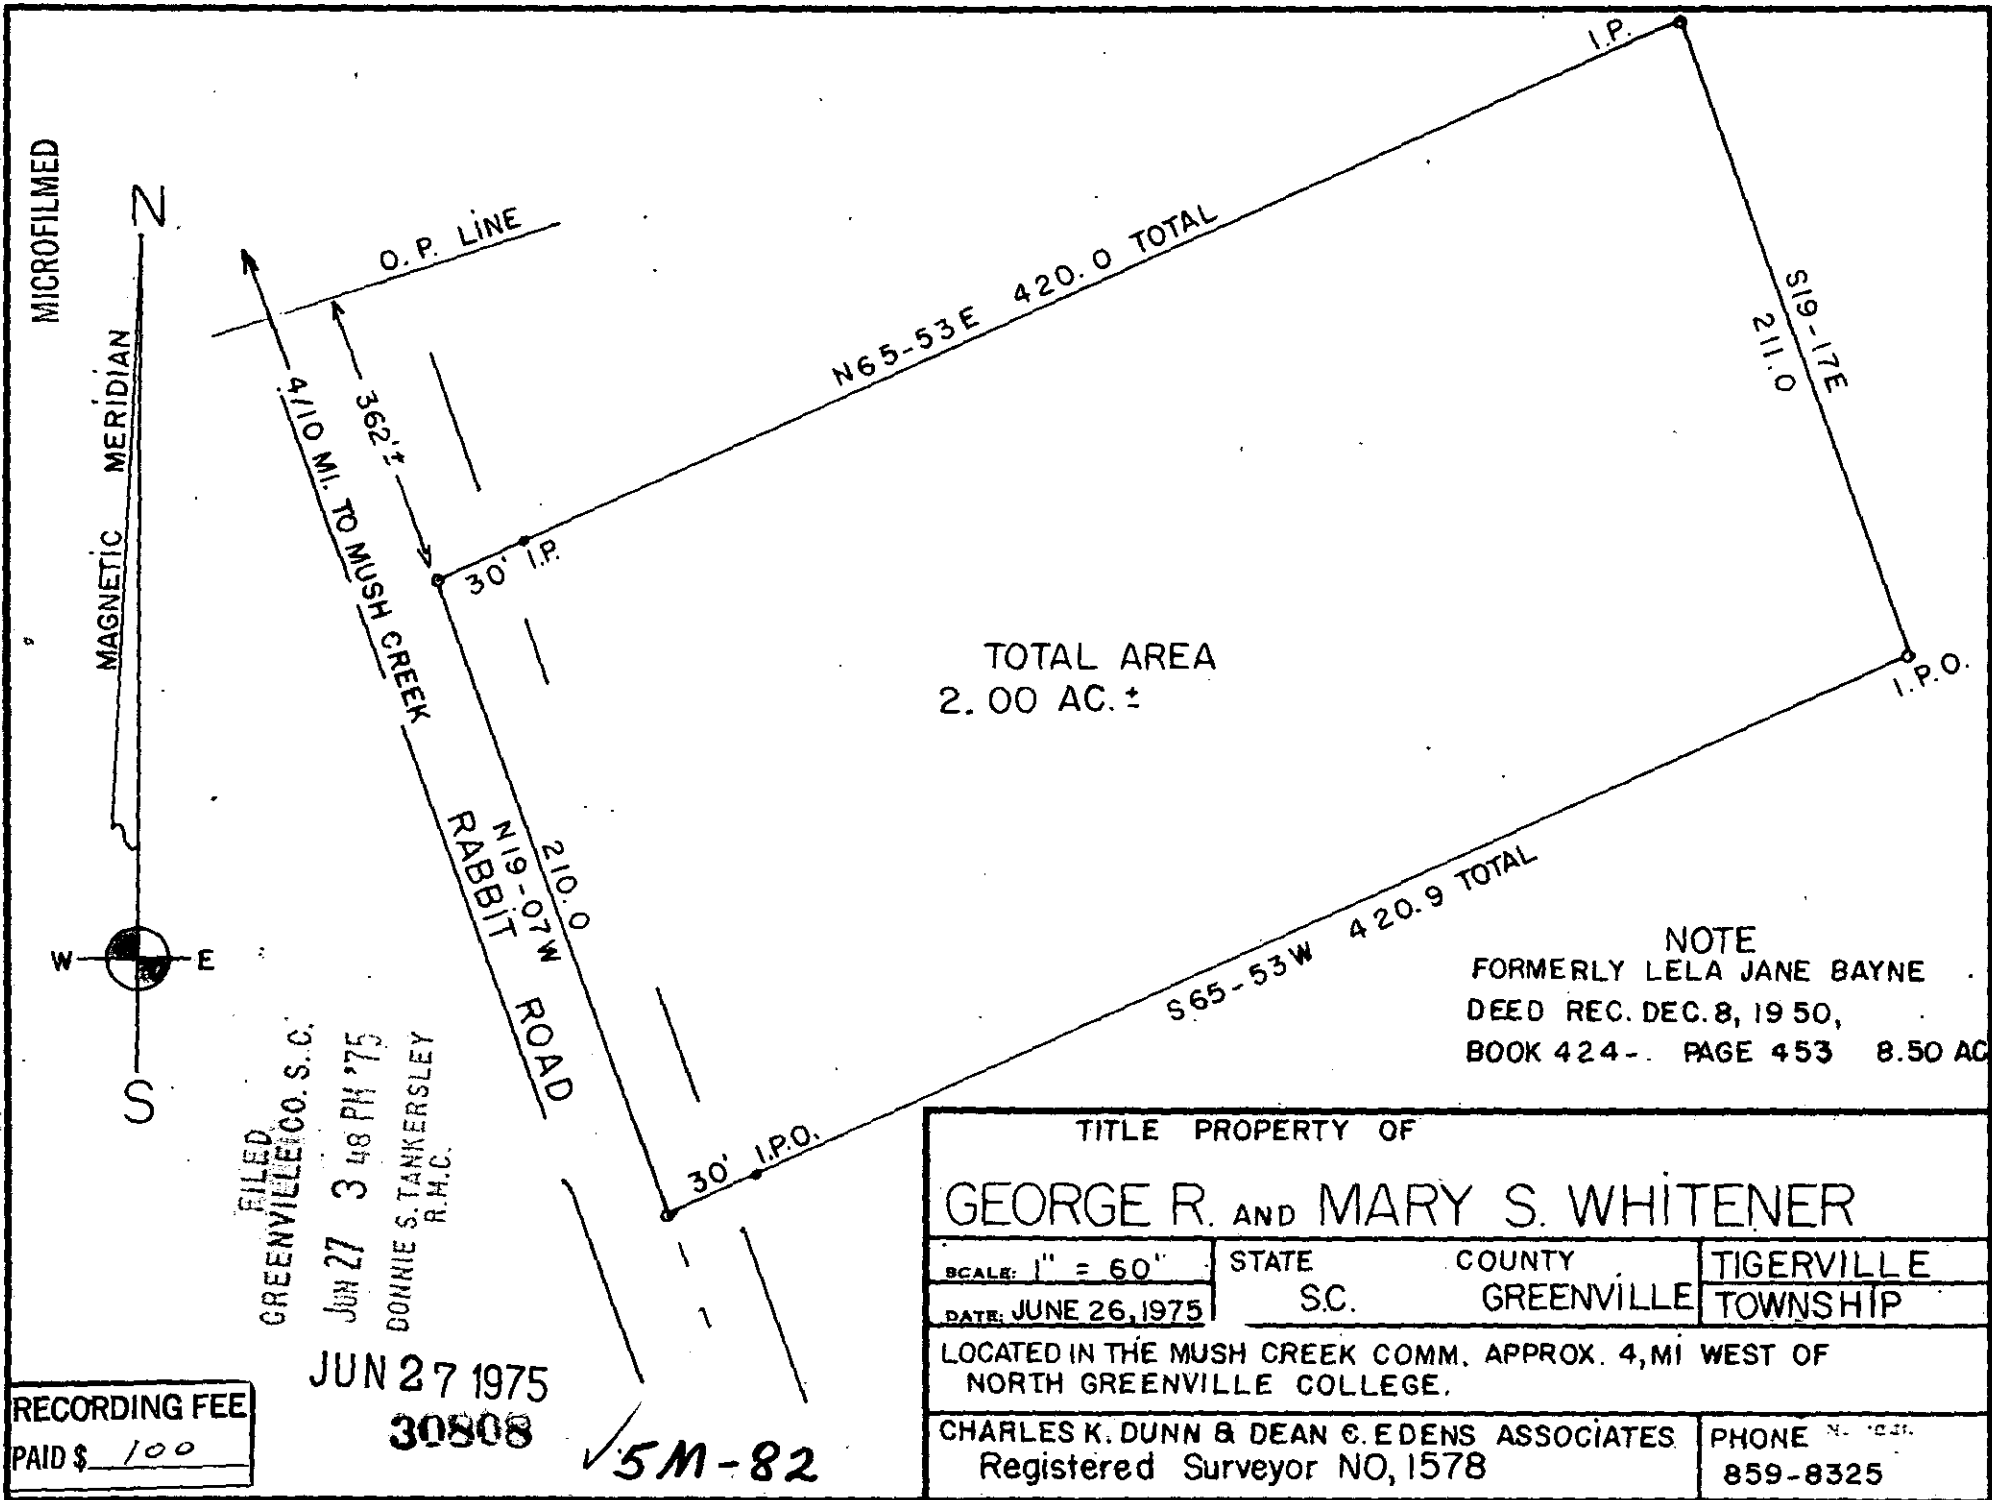 MICROFILMED
N
MAGNETIC MERIDIAN
W
E
S
O. P. LINE
362'±
4/10 MI. TO MUSH CREEK
RABBIT ROAD
N19-07W
210.0
30' I.P.
N65-53E 420.0 TOTAL
I.P.
S19-17E
211.0
I.P.O.
TOTAL AREA
2.00 AC.±
S65-53W 420.9 TOTAL
30' I.P.O.
NOTE
FORMERLY LELA JANE BAYNE
DEED REC. DEC. 8, 1950,
BOOK 424-. PAGE 453 8.50 AC
FILED
GREENVILLE CO. S. C.
JUN 27 3 48 PM '75
DONNIE S. TANKERSLEY
R.M.C.
JUN 27 1975
30808
✓5M-82
RECORDING FEE
PAID $ 100
TITLE PROPERTY OF
GEORGE R. AND MARY S. WHITENER
SCALE: 1" = 60"
DATE: JUNE 26, 1975
STATE
S.C.
COUNTY
GREENVILLE
TIGERVILLE
TOWNSHIP
LOCATED IN THE MUSH CREEK COMM. APPROX. 4, MI WEST OF
NORTH GREENVILLE COLLEGE.
CHARLES K. DUNN & DEAN C. EDENS ASSOCIATES
Registered Surveyor NO, 1578
PHONE
859-8325